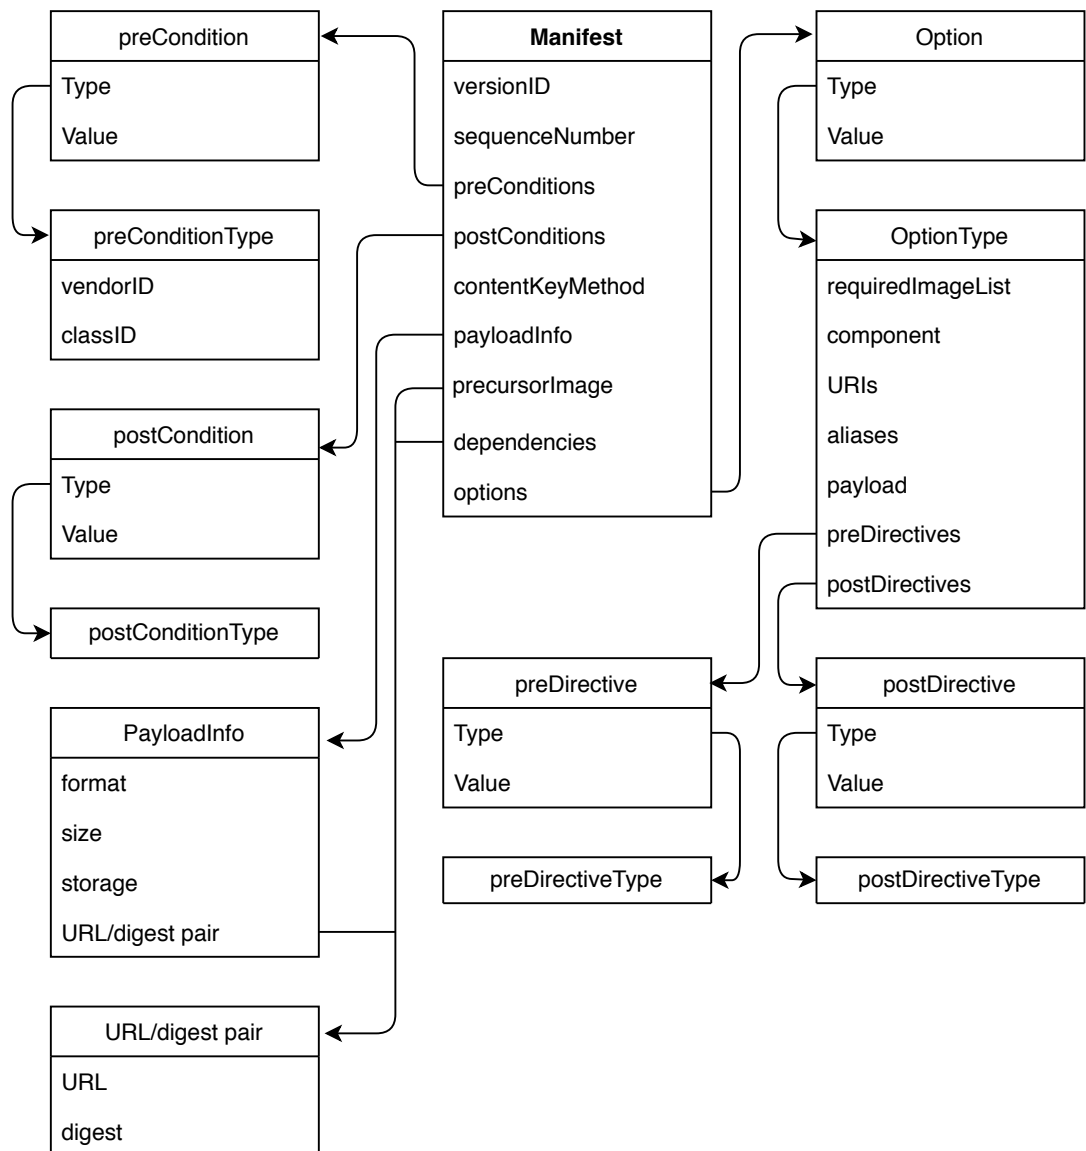 preCondition
Type
Value
preConditionType
vendorID
classID
postCondition
Type
Value
postConditionType
PayloadInfo
format
size
storage
URL/digest pair
URL/digest pair
URL
digest
Manifest
versionID
sequenceNumber
preConditions
postConditions
contentKeyMethod
payloadInfo
precursorImage
dependencies
options
preDirective
Type
Value
preDirectiveType
Option
Type
Value
OptionType
requiredImageList
component
URIs
aliases
payload
preDirectives
postDirectives
postDirective
Type
Value
postDirectiveType